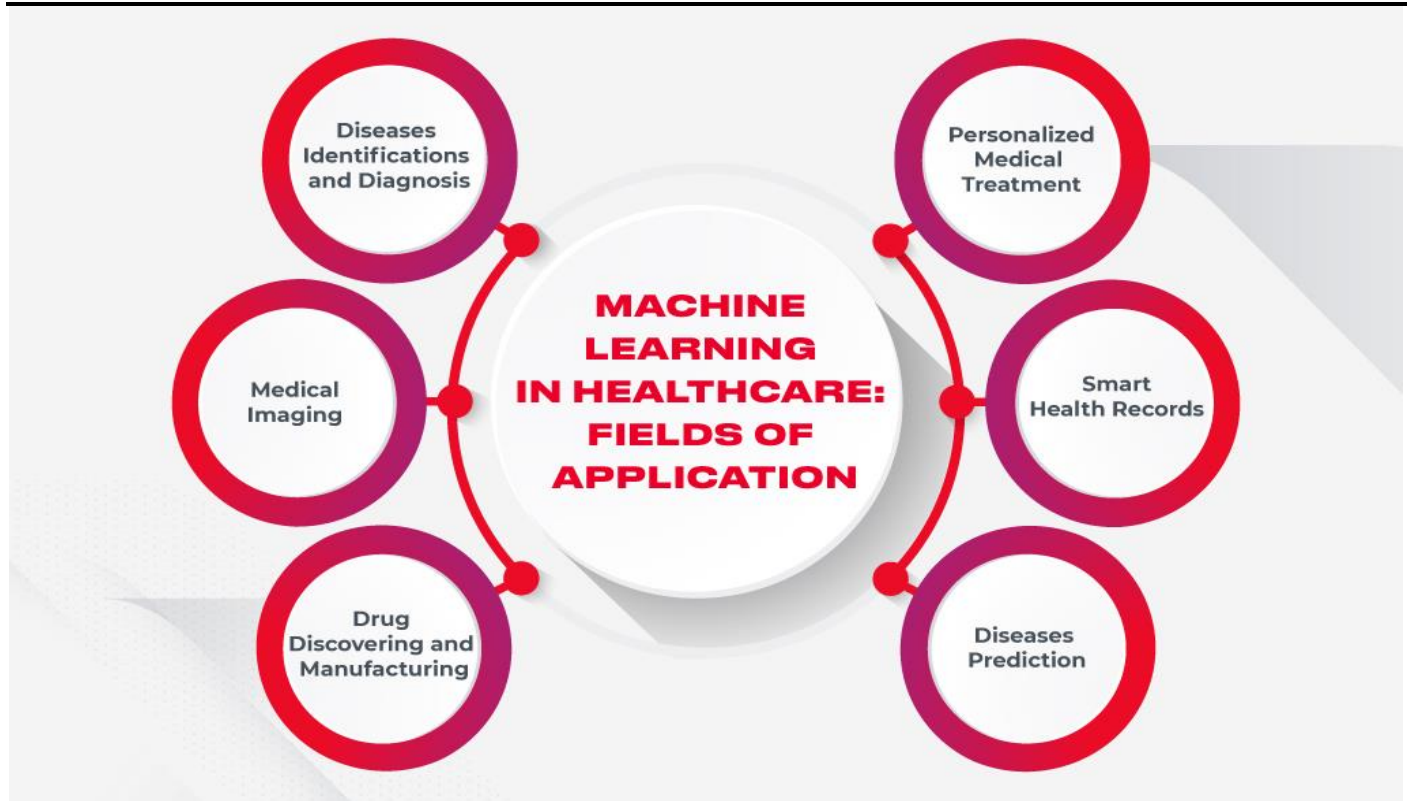 Diseases
Identifications
and Diagnosis
Medical
Imaging
Drug
Discovering and
Manufacturing
MACHINE
LEARNING
IN HEALTHCARE:
FIELDS OF
APPLICATION
Personalized
Medical
Treatment
Smart
Health Records
Diseases
Prediction